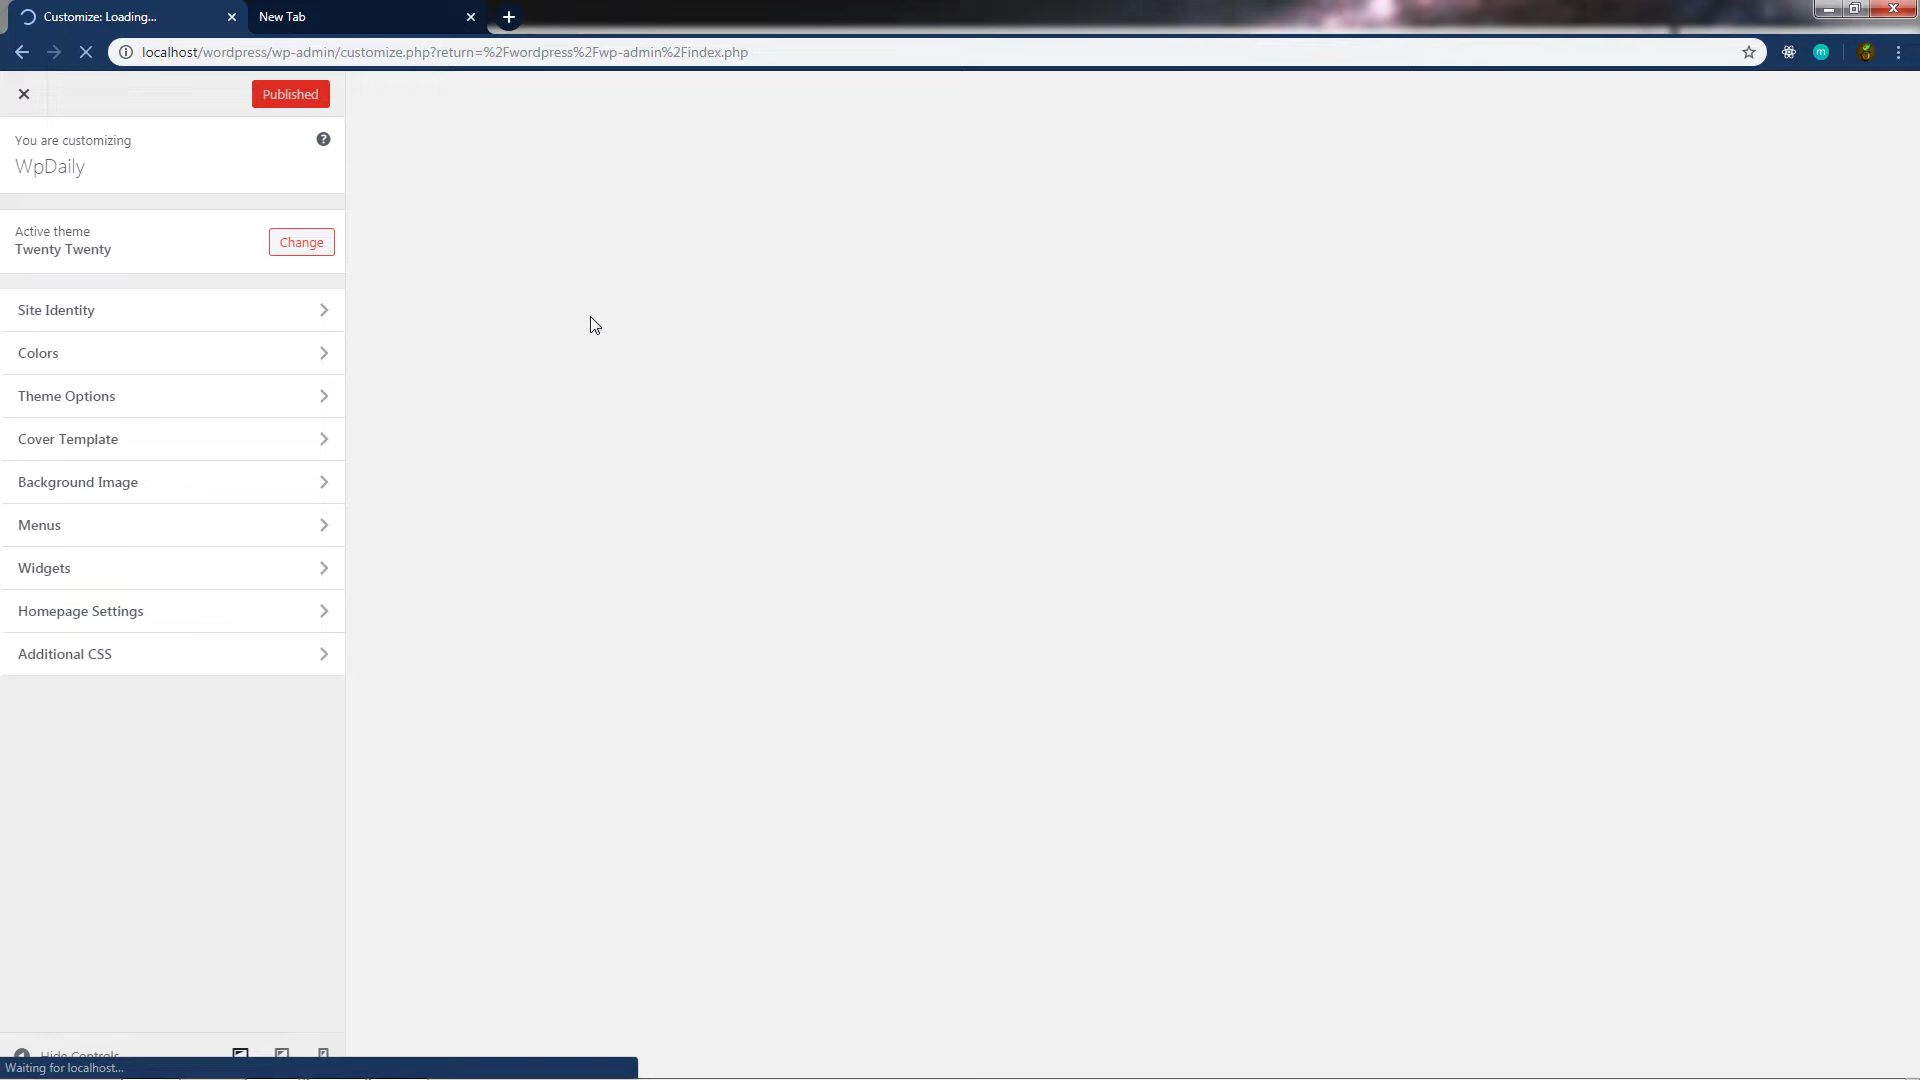 Customize: Loading...
New Tab
localhost/wordpress/wp-admin/customize.php?return=%2Fwordpress%2Fwp-admin%2Findex.php
m
Published
You are customizing
WpDaily
Active theme
Twenty Twenty
Change
Site Identity
Colors
Theme Options
Cover Template
Background Image
Menus
Widgets
Homepage Settings
Additional CSS
Hide Controls
Waiting for localhost...